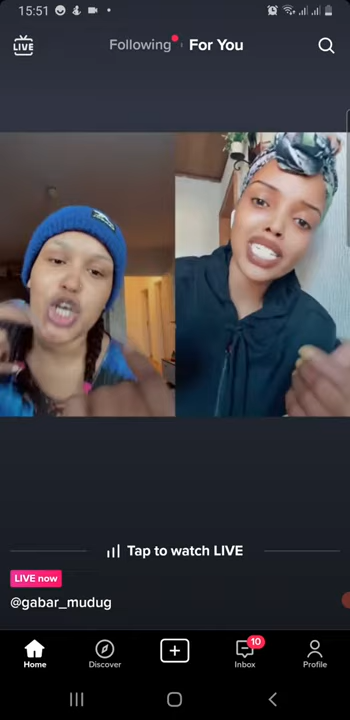 15:51
LIVE
Following
For You
Tap to watch LIVE
LIVE now
@gabar_mudug
10
Home
Discover
Inbox
Profile